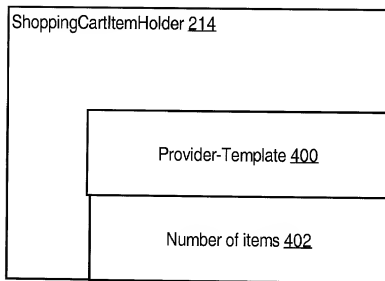 ShoppingCartItemHolder 214
Provider-Template 400
Number of items 402